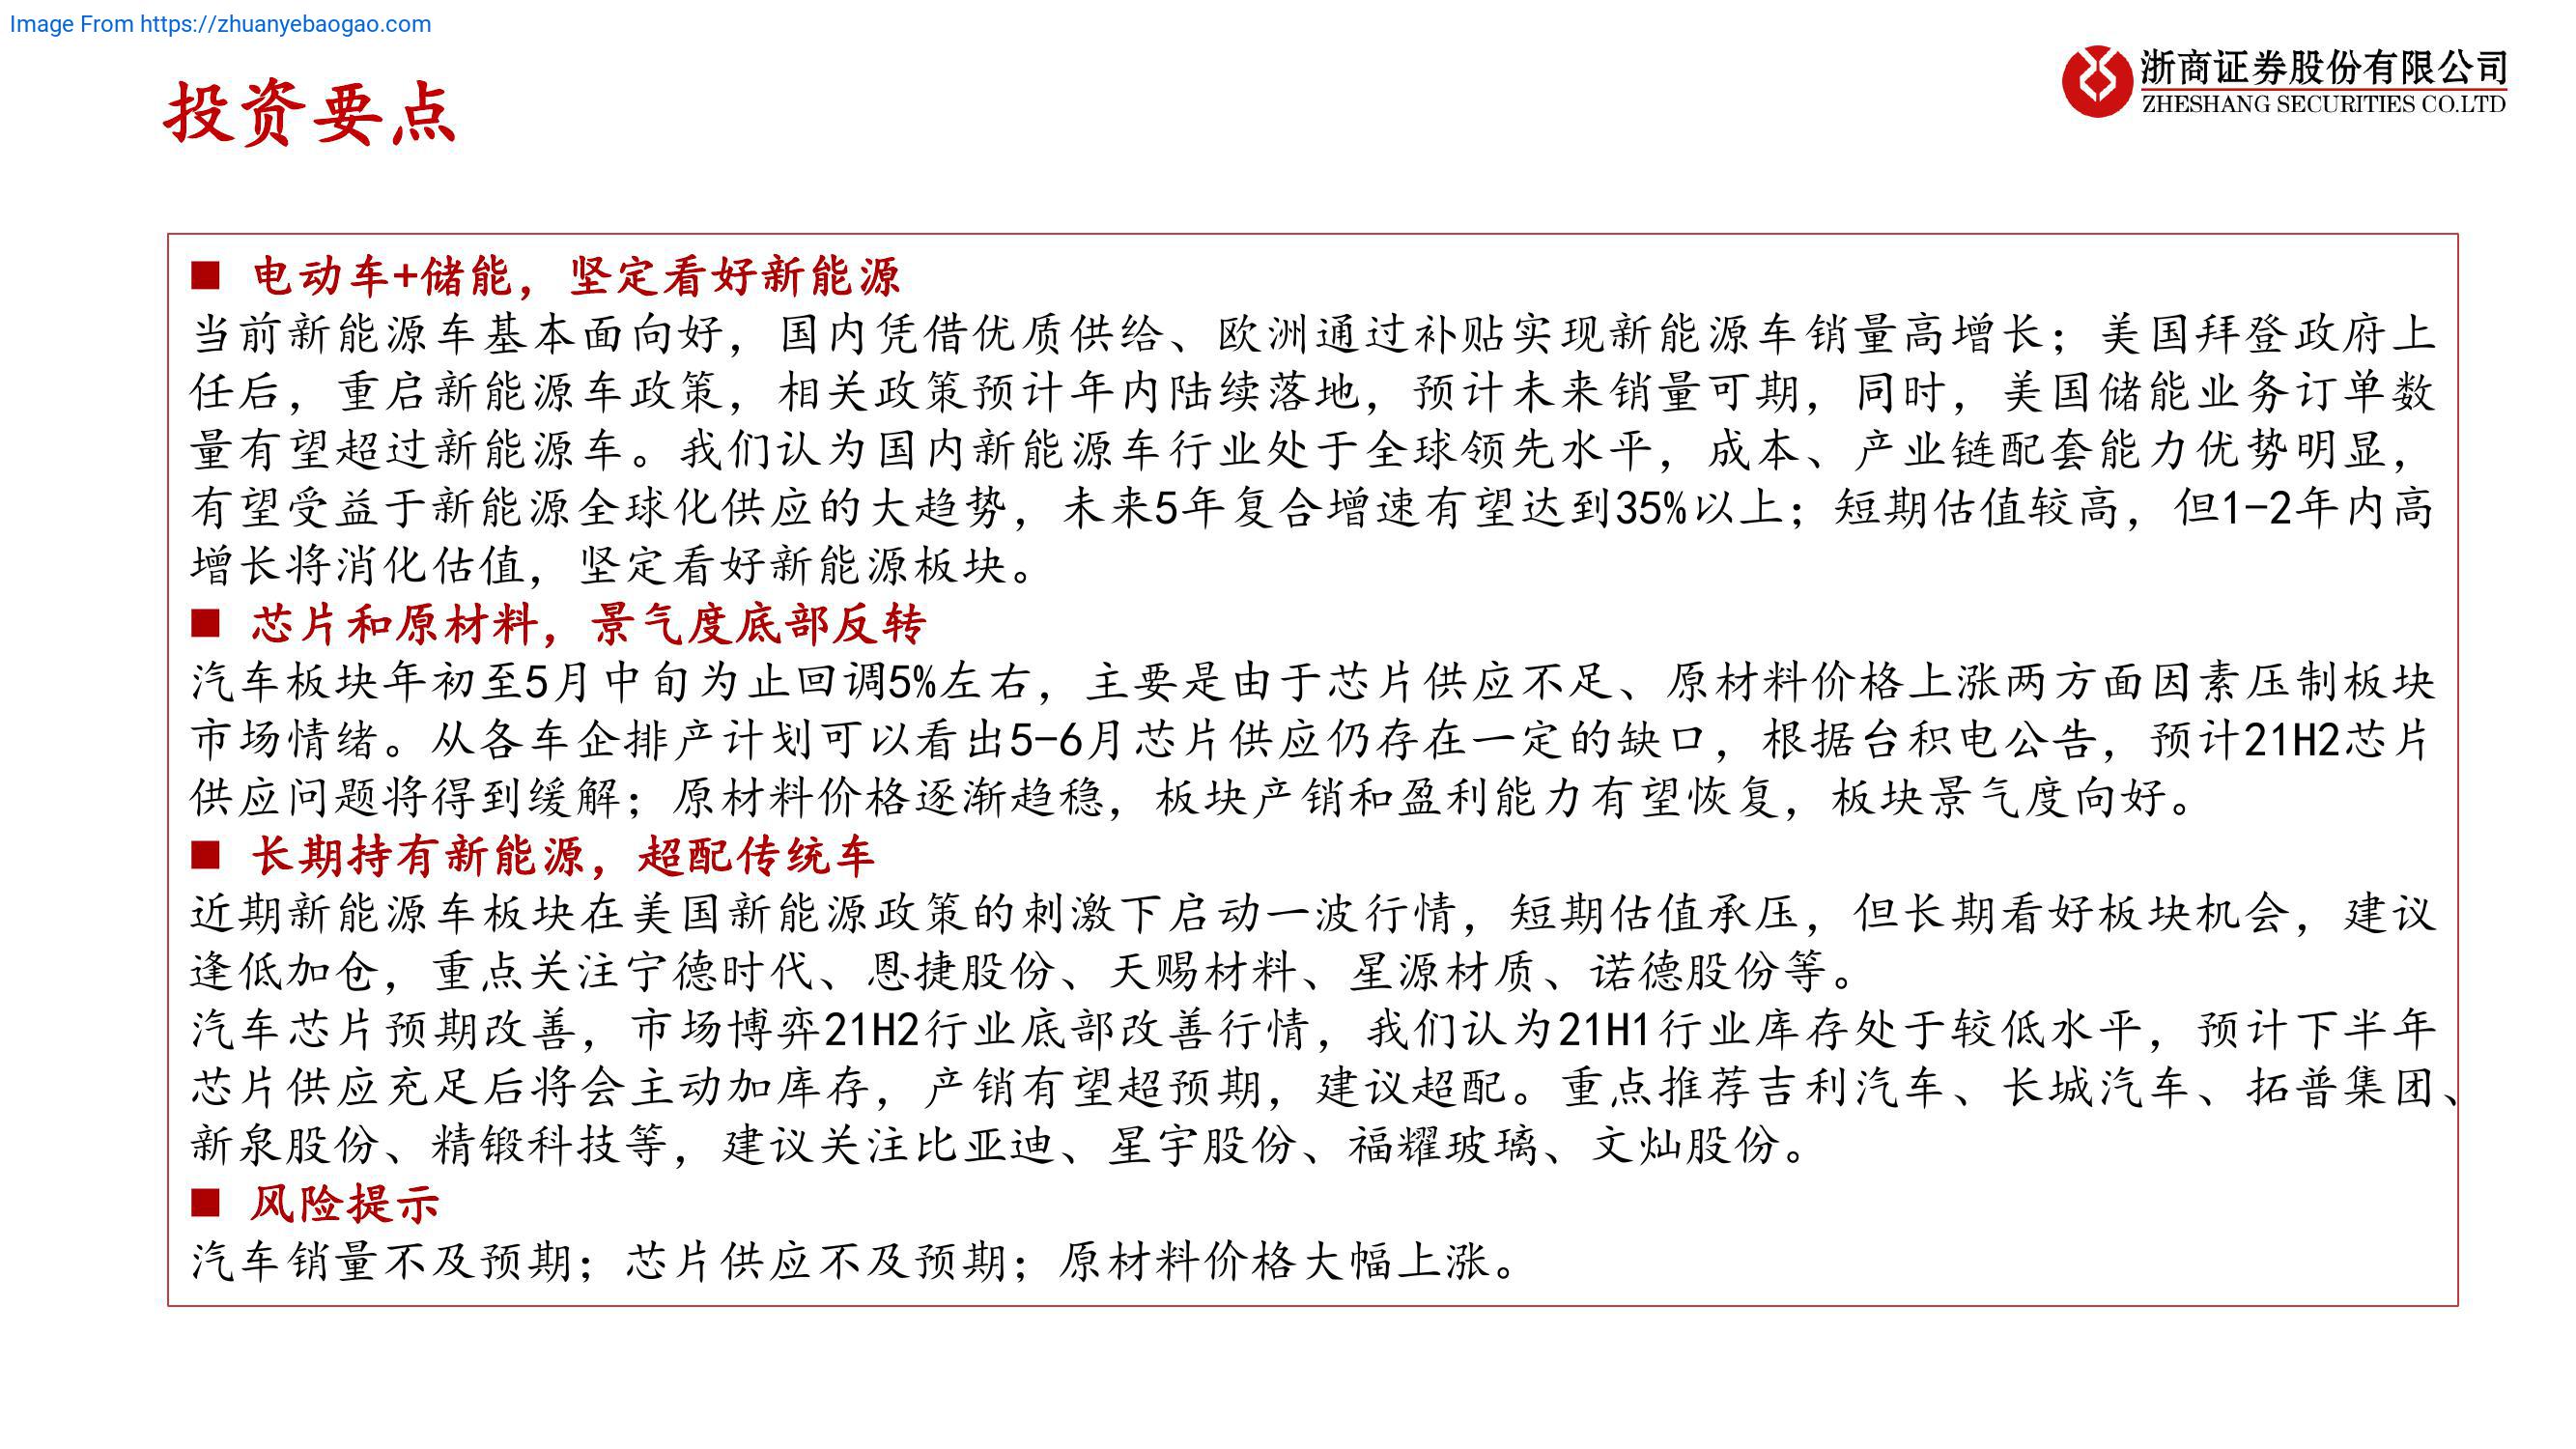 Image From https://zhuanyebaogao.com
浙商证券股份有限公司
ZHESHANG SECURITIES CO.LTD
投资要点
■ 电动车+储能，坚定看好新能源
当前新能源车基本面向好，国内凭借优质供给、欧洲通过补贴实现新能源车销量高增长；美国拜登政府上
任后，重启新能源车政策，相关政策预计年内陆续落地，预计未来销量可期，同时，美国储能业务订单数
量有望超过新能源车。我们认为国内新能源车行业处于全球领先水平，成本、产业链配套能力优势明显，
有望受益于新能源全球化供应的大趋势，未来5年复合增速有望达到35%以上；短期估值较高，但1-2年内高
增长将消化估值，坚定看好新能源板块。
■ 芯片和原材料，景气度底部反转
汽车板块年初至5月中旬为止回调5%左右，主要是由于芯片供应不足、原材料价格上涨两方面因素压制板块
市场情绪。从各车企排产计划可以看出5-6月芯片供应仍存在一定的缺口，根据台积电公告，预计21H2芯片
供应问题将得到缓解；原材料价格逐渐趋稳，板块产销和盈利能力有望恢复，板块景气度向好。
■ 长期持有新能源，超配传统车
近期新能源车板块在美国新能源政策的刺激下启动一波行情，短期估值承压，但长期看好板块机会，建议
逢低加仓，重点关注宁德时代、恩捷股份、天赐材料、星源材质、诺德股份等。
汽车芯片预期改善，市场博弈21H2行业底部改善行情，我们认为21H1行业库存处于较低水平，预计下半年
芯片供应充足后将会主动加库存，产销有望超预期，建议超配。重点推荐吉利汽车、长城汽车、拓普集团、
新泉股份、精锻科技等，建议关注比亚迪、星宇股份、福耀玻璃、文灿股份。
■ 风险提示
汽车销量不及预期；芯片供应不及预期；原材料价格大幅上涨。